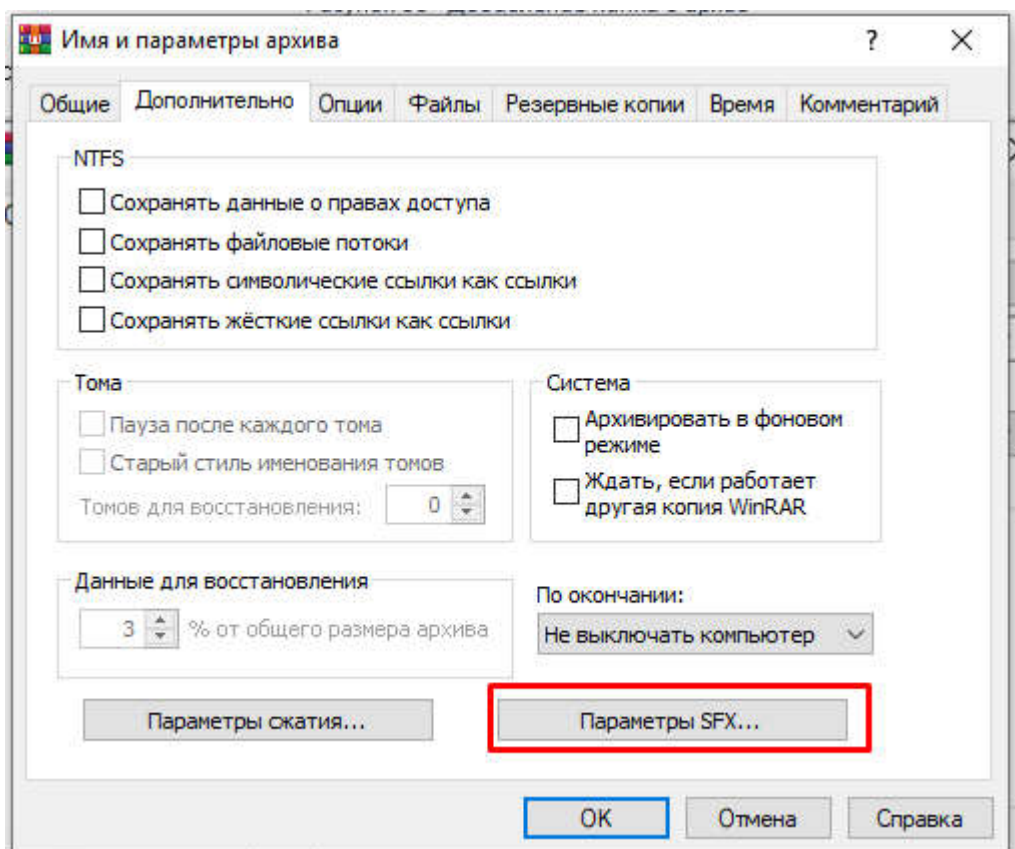 Имя и параметры архива
?
Общие Дополнительно Опции Файлы Резервные копии Время Комментарий
NTFS
Сохранять данные о правах доступа
Сохранять файловые потоки
Сохранять символические ссылки как ссылки
Сохранять жёсткие ссылки как ссылки
Тома
Пауза после каждого тома
Старый стиль именования томов
Томов для восстановления: 0
Система
Архивировать в фоновом
режиме
Ждать, если работает
другая копия WinRAR
Данные для восстановления
3 % от общего размера архива
По окончании:
Не выключать компьютер
Параметры сжатия...
Параметры SFX...
OK Отмена Справка